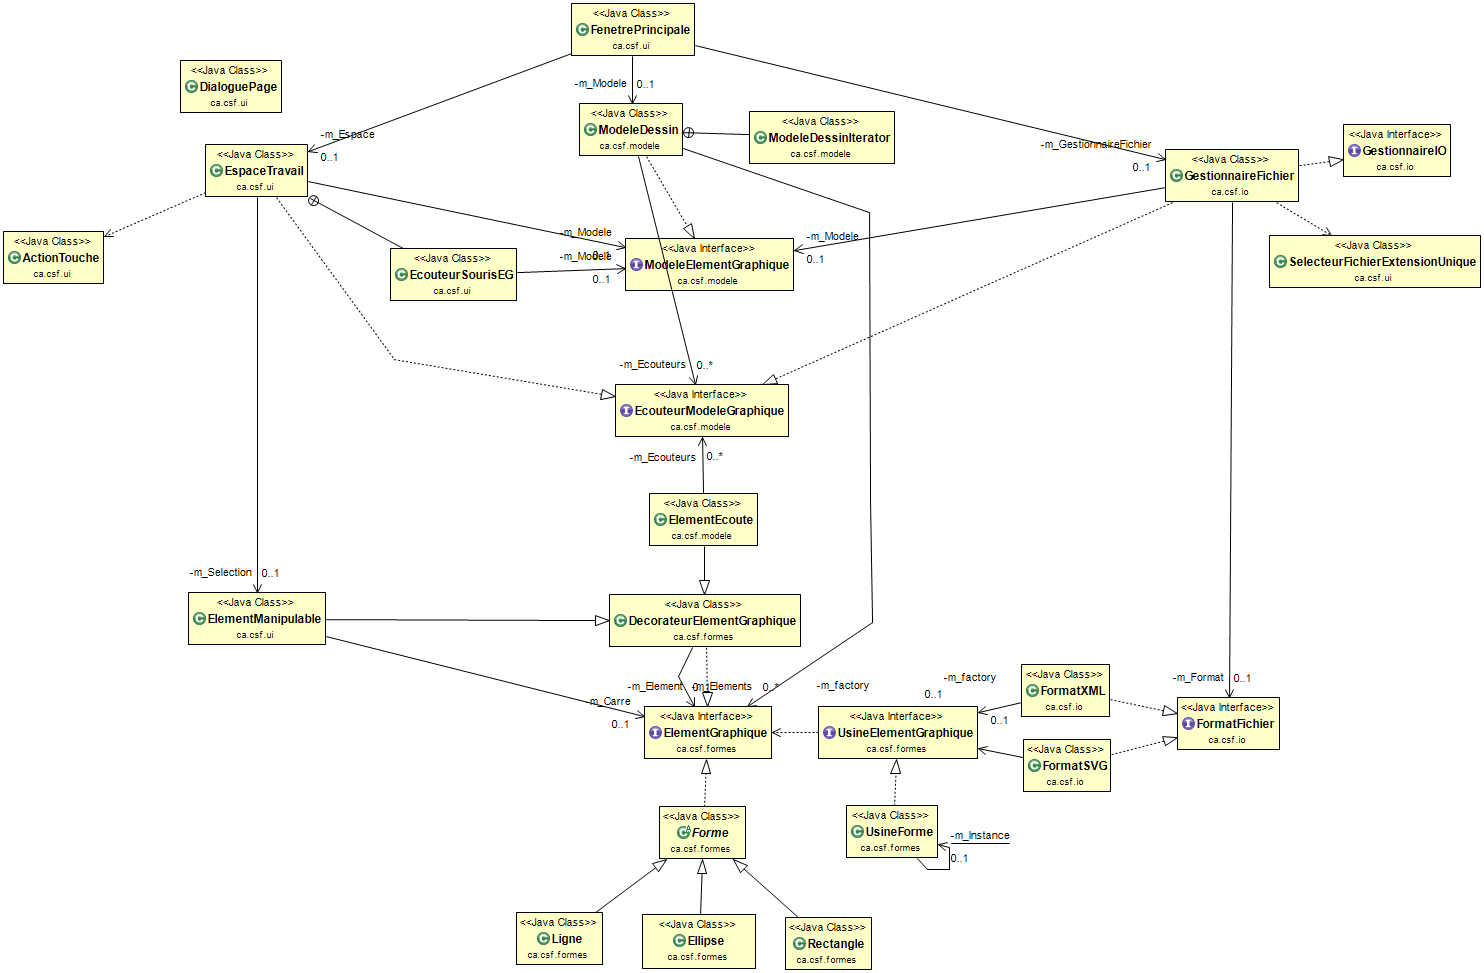 <<Java Class>>
FenetrePrincipale
ca.csf.ui
<<Java Class>>
DialoguePage
ca.csf.ui
-m_Modele
0..1
<<Java Class>>
ModeleDessin
ca.csf.modele
<<Java Class>>
ModeleDessinIterator
ca.csf.modele
-m_Espace
0..1
-m_GestionnaireFichier
0..1
<<Java Interface>>
GestionnaireIO
ca.csf.io
<<Java Class>>
EspaceTravail
ca.csf.ui
<<Java Class>>
GestionnaireFichier
ca.csf.io
<<Java Class>>
ActionTouche
ca.csf.ui
-m_Modele
0..1
<<Java Class>>
EcouteurSourisEG
ca.csf.ui
-m_Modele
0..1
<<Java Interface>>
ModeleElementGraphique
ca.csf.modele
-m_Modele
0..1
<<Java Class>>
SelecteurFichierExtensionUnique
ca.csf.ui
-m_Ecouteurs
0..*
<<Java Interface>>
EcouteurModeleGraphique
ca.csf.modele
-m_Ecouteurs
0..*
<<Java Class>>
ElementEcoute
ca.csf.modele
-m_Selection
0..1
<<Java Class>>
ElementManipulable
ca.csf.ui
<<Java Class>>
DecorateurElementGraphique
ca.csf.formes
-m_Element
0..1
-m_Elements
0..*
-m_Carre
0..1
-m_factory
0..1
-m_factory
0..1
<<Java Class>>
FormatXML
ca.csf.io
-m_Format
0..1
<<Java Interface>>
ElementGraphique
ca.csf.formes
<<Java Interface>>
UsineElementGraphique
ca.csf.formes
<<Java Interface>>
FormatFichier
ca.csf.io
<<Java Class>>
FormatSVG
ca.csf.io
<<Java Class>>
Forme
ca.csf.formes
<<Java Class>>
UsineForme
ca.csf.formes
-m_Instance
0..1
<<Java Class>>
Ligne
ca.csf.formes
<<Java Class>>
Ellipse
ca.csf.formes
<<Java Class>>
Rectangle
ca.csf.formes